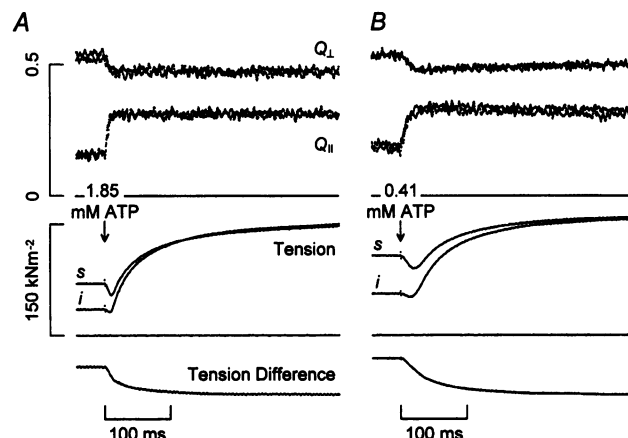 A
B
Q⊥
0.5
Q||
0
1.85
0.41
mM ATP
mM ATP
s
Tension
s
i
i
150 kNm⁻²
Tension Difference
100 ms
100 ms